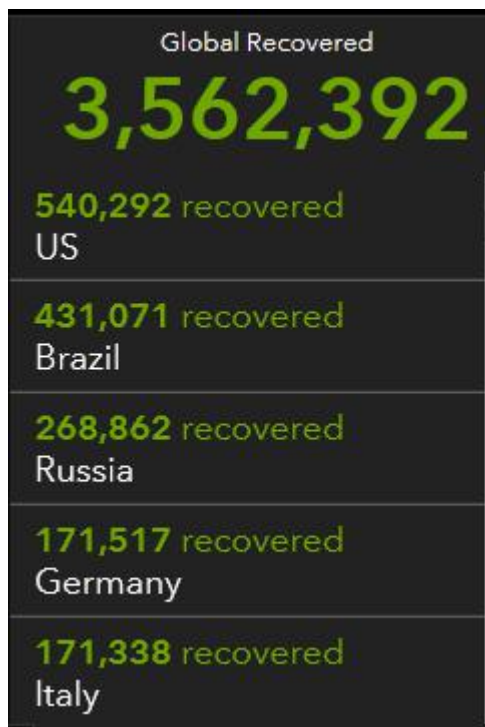 Global Recovered
3,562,392
540,292 recovered
US
431,071 recovered
Brazil
268,862 recovered
Russia
171,517 recovered
Germany
171,338 recovered
Italy